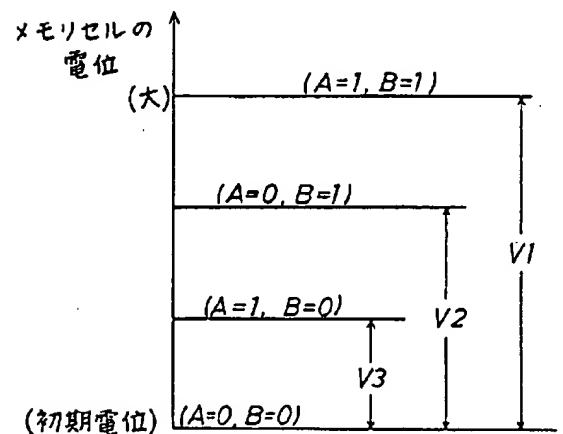 メモリセルの
電位
(大)
(A=1, B=1)
(A=0, B=1)
V1
(A=1, B=0)
V2
V3
(初期電位)
(A=0, B=0)